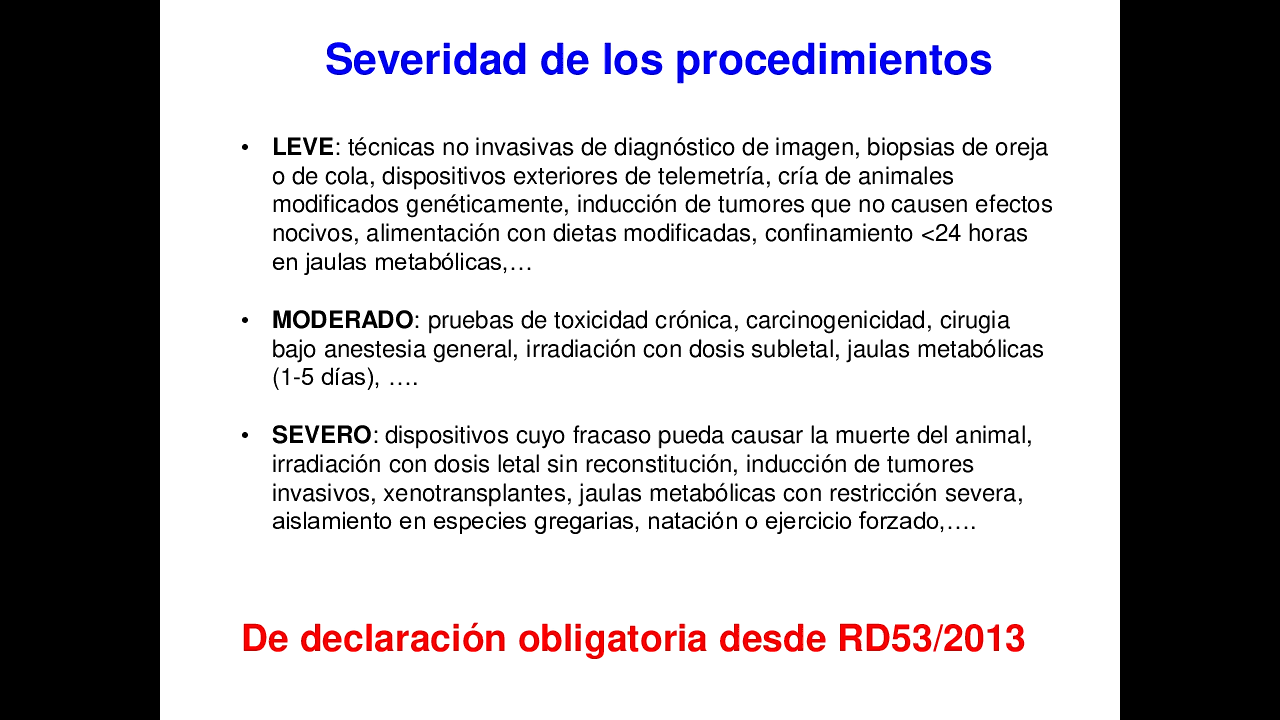 Severidad de los procedimientos
• LEVE: técnicas no invasivas de diagnóstico de imagen, biopsias de oreja
o de cola, dispositivos exteriores de telemetría, cría de animales
modificados genéticamente, inducción de tumores que no causen efectos
nocivos, alimentación con dietas modificadas, confinamiento <24 horas
en jaulas metabólicas,…
• MODERADO: pruebas de toxicidad crónica, carcinogenicidad, cirugia
bajo anestesia general, irradiación con dosis subletal, jaulas metabólicas
(1-5 días), ….
• SEVERO: dispositivos cuyo fracaso pueda causar la muerte del animal,
irradiación con dosis letal sin reconstitución, inducción de tumores
invasivos, xenotransplantes, jaulas metabólicas con restricción severa,
aislamiento en especies gregarias, natación o ejercicio forzado,….
De declaración obligatoria desde RD53/2013